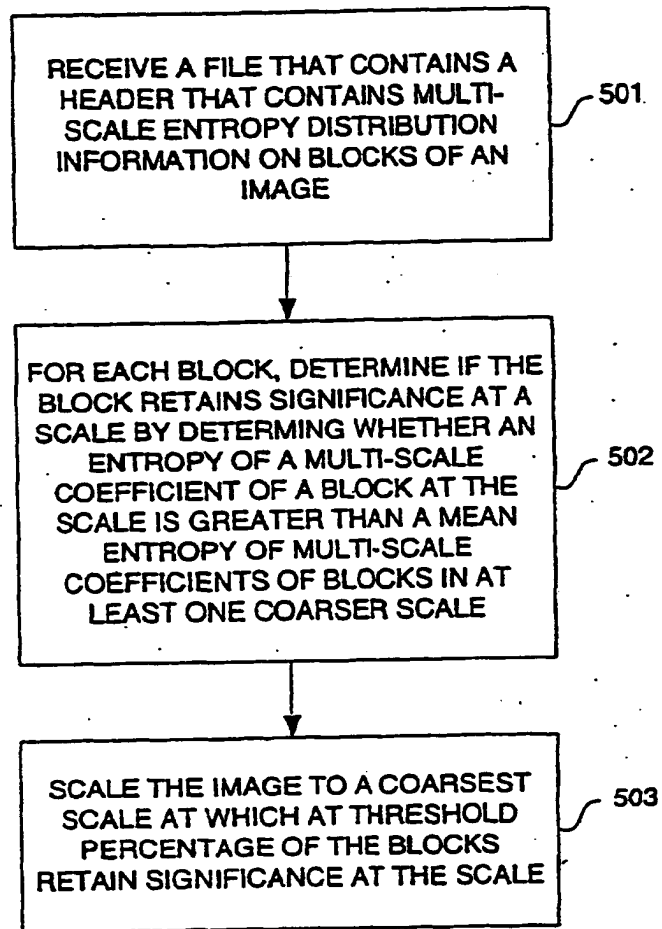 RECEIVE A FILE THAT CONTAINS A
HEADER THAT CONTAINS MULTI-
SCALE ENTROPY DISTRIBUTION
INFORMATION ON BLOCKS OF AN
IMAGE
501
FOR EACH BLOCK, DETERMINE IF THE
BLOCK RETAINS SIGNIFICANCE AT A
SCALE BY DETERMINING WHETHER AN
ENTROPY OF A MULTI-SCALE
COEFFICIENT OF A BLOCK AT THE
SCALE IS GREATER THAN A MEAN
ENTROPY OF MULTI-SCALE
COEFFICIENTS OF BLOCKS IN AT
LEAST ONE COARSER SCALE
502
SCALE THE IMAGE TO A COARSEST
SCALE AT WHICH AT THRESHOLD
PERCENTAGE OF THE BLOCKS
RETAIN SIGNIFICANCE AT THE SCALE
503